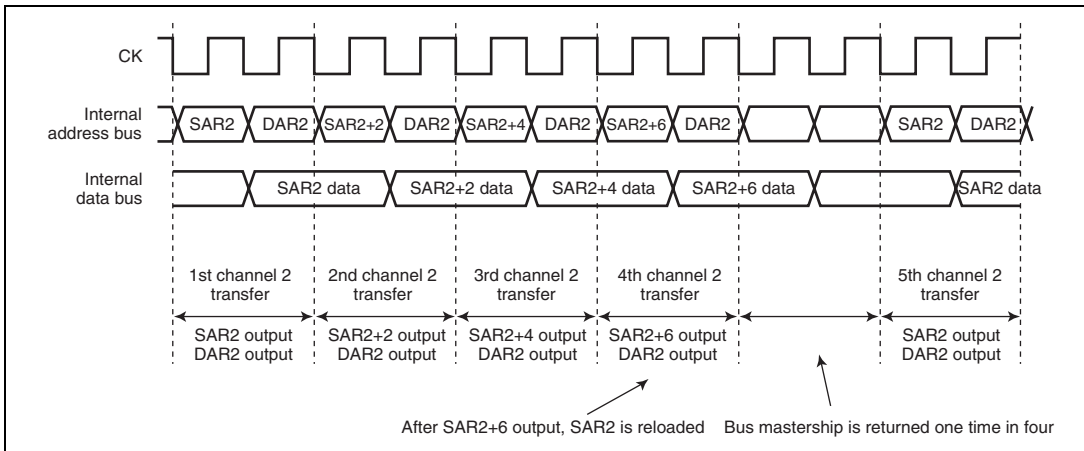 CK
Internal
address bus
SAR2 DAR2 SAR2+2 DAR2 SAR2+4 DAR2 SAR2+6 DAR2 SAR2 DAR2
Internal
data bus
SAR2 data SAR2+2 data SAR2+4 data SAR2+6 data SAR2 data
1st channel 2
transfer
SAR2 output
DAR2 output
2nd channel 2
transfer
SAR2+2 output
DAR2 output
3rd channel 2
transfer
SAR2+4 output
DAR2 output
4th channel 2
transfer
SAR2+6 output
DAR2 output
5th channel 2
transfer
SAR2 output
DAR2 output
After SAR2+6 output, SAR2 is reloaded
Bus mastership is returned one time in four